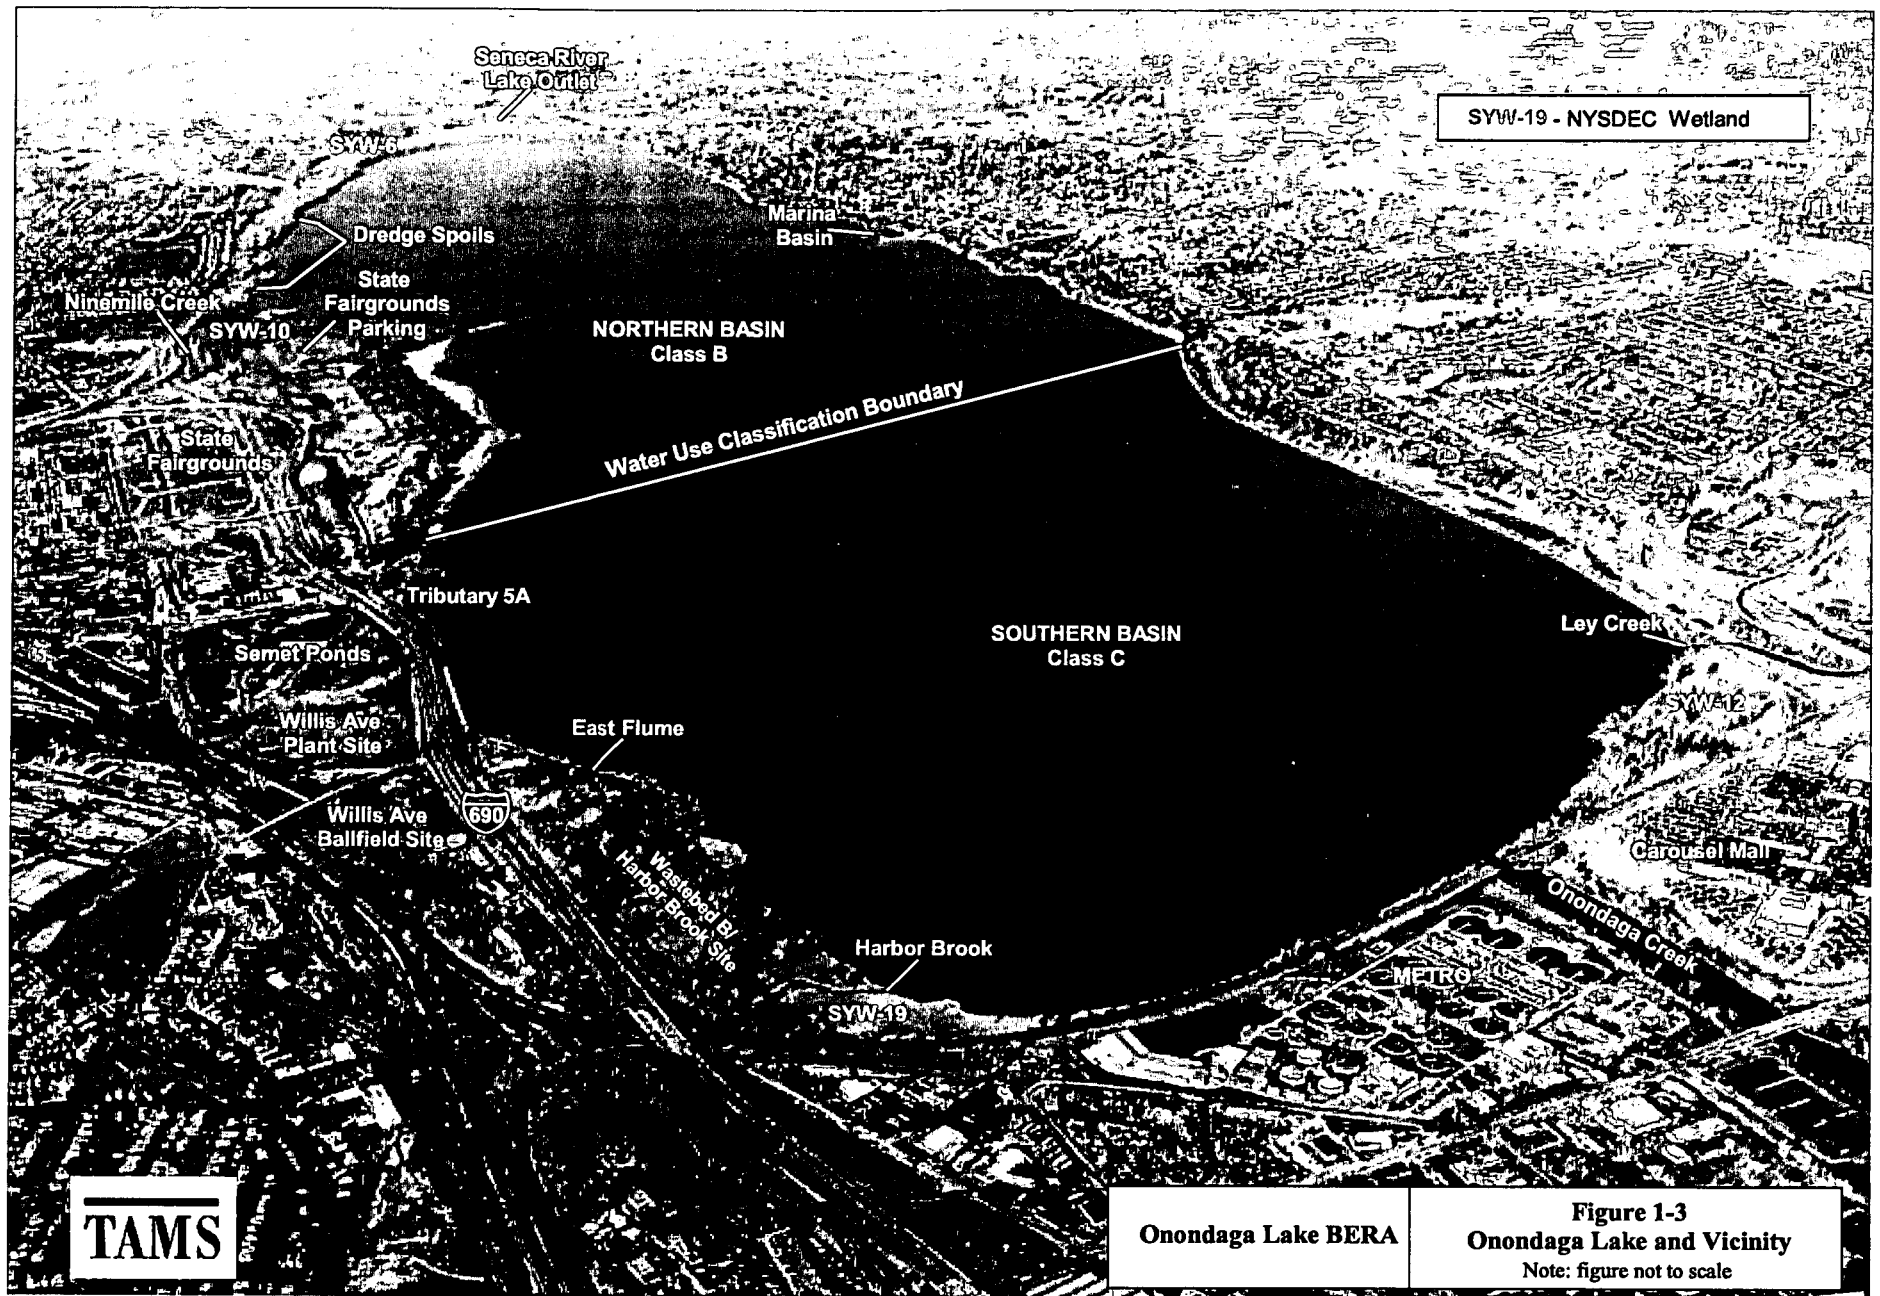 Seneca River
Lake Outlet
SYW-19 - NYSDEC Wetland
SYW-6
Marina
Basin
Dredge Spoils
State
Fairgrounds
Parking
Ninemile Creek
SYW-10
NORTHERN BASIN
Class B
Water Use Classification Boundary
State
Fairgrounds
Tributary 5A
Ley Creek
SOUTHERN BASIN
Class C
Semet Ponds
SYW-12
Willis Ave
Plant Site
East Flume
690
Willis Ave
Ballfield Site
Carousel Mall
Wastebed B/
Harbor Brook Site
Onondaga Creek
Harbor Brook
METRO
SYW-19
TAMS
Onondaga Lake BERA
Figure 1-3
Onondaga Lake and Vicinity
Note: figure not to scale